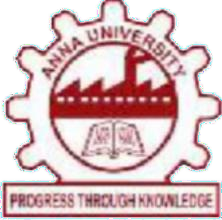 ANNA UNIVERSITY
PROGRESS THROUGH KNOWLEDGE